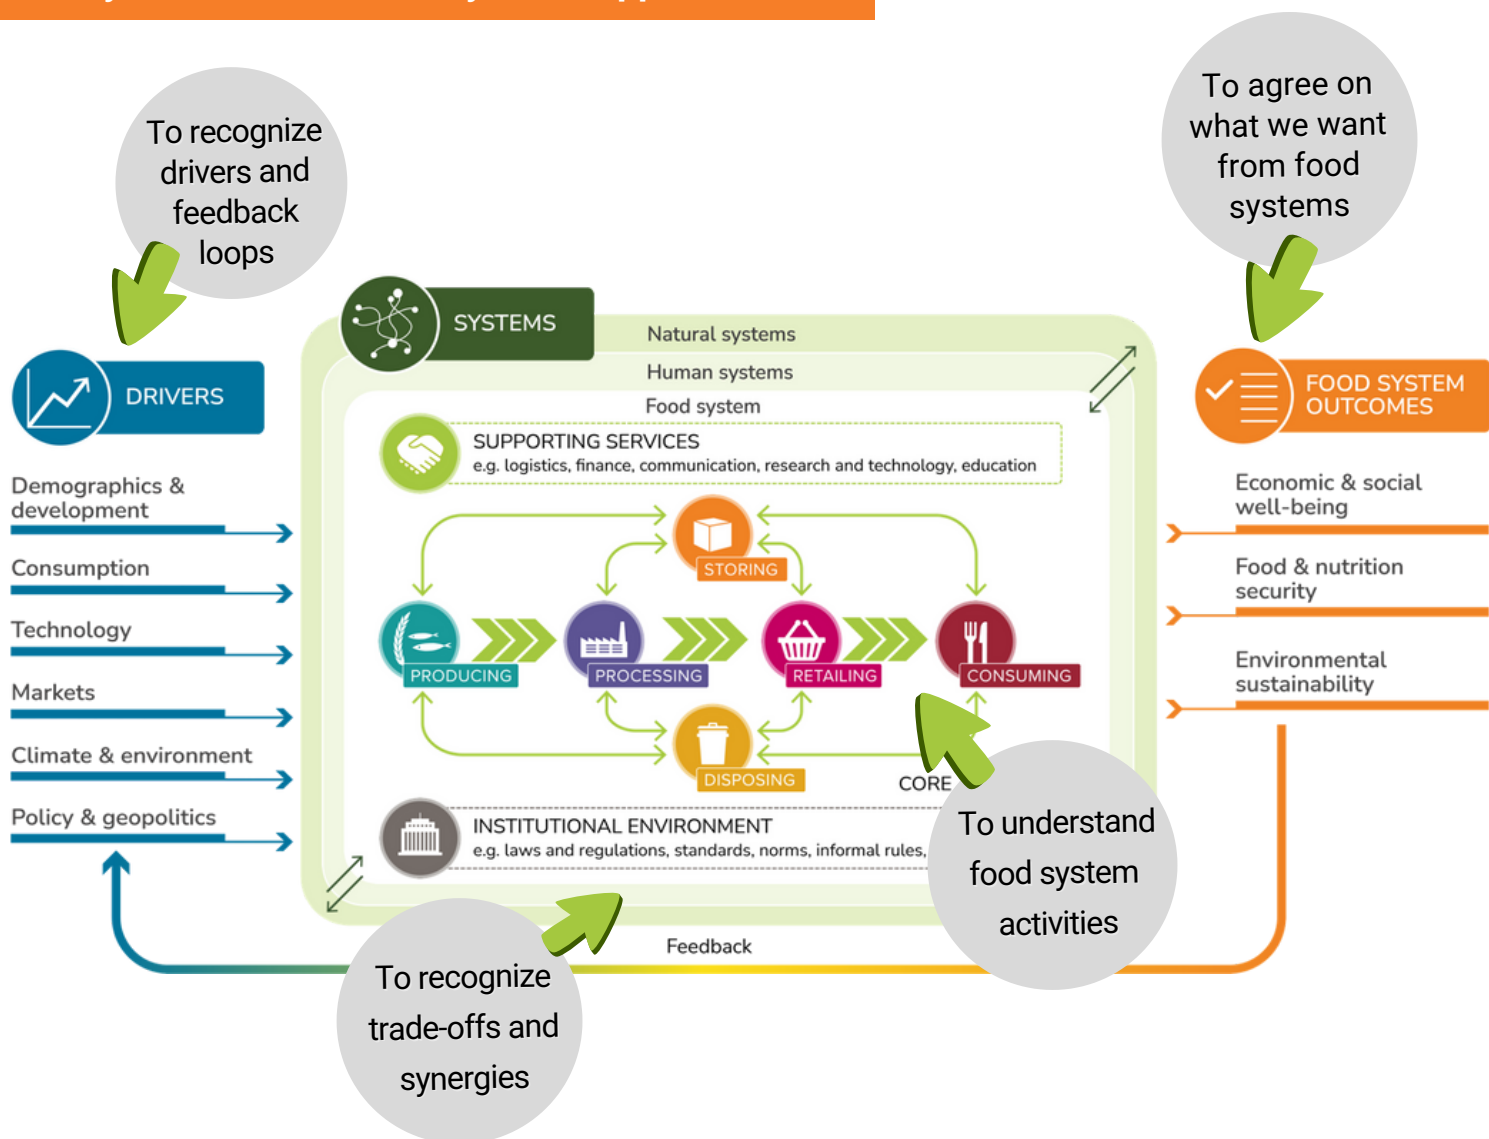 To recognize
drivers and
feedback
loops
To agree on
what we want
from food
systems
SYSTEMS
Natural systems
Human systems
Food system
DRIVERS
Demographics &
development
Consumption
Technology
Markets
Climate & environment
Policy & geopolitics
SUPPORTING SERVICES
e.g. logistics, finance, communication, research and technology, education
STORING
PRODUCING
PROCESSING
RETAILING
CONSUMING
DISPOSING
CORE
INSTITUTIONAL ENVIRONMENT
e.g. laws and regulations, standards, norms, informal rules,
FOOD SYSTEM
OUTCOMES
Economic & social
well-being
Food & nutrition
security
Environmental
sustainability
To understand
food system
activities
Feedback
To recognize
trade-offs and
synergies